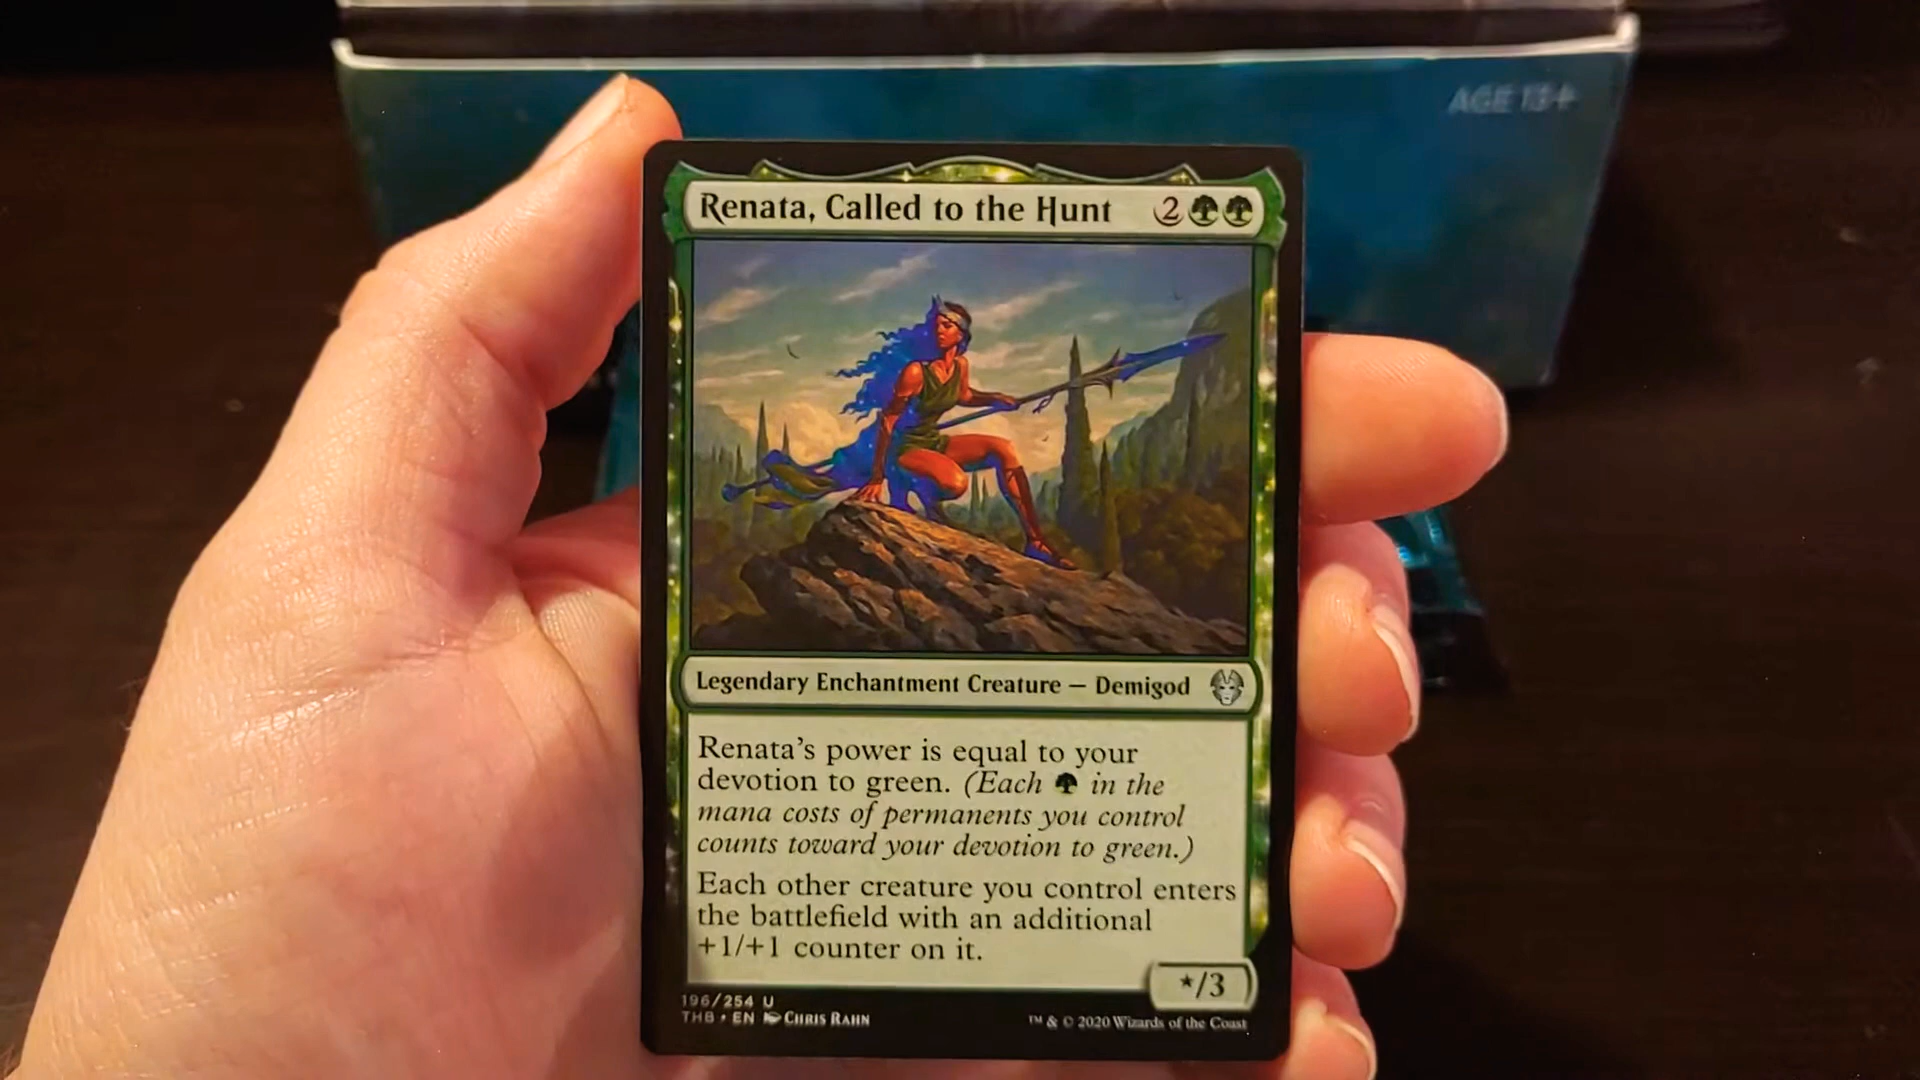 AGE 13+
Renata, Called to the Hunt 2
Legendary Enchantment Creature — Demigod
Renata's power is equal to your
devotion to green. (Each in the
mana costs of permanents you control
counts toward your devotion to green.)
Each other creature you control enters
the battlefield with an additional
+1/+1 counter on it.
*/3
196/254 U
THB • EN Chris Rahn
™ & © 2020 Wizards of the Coast